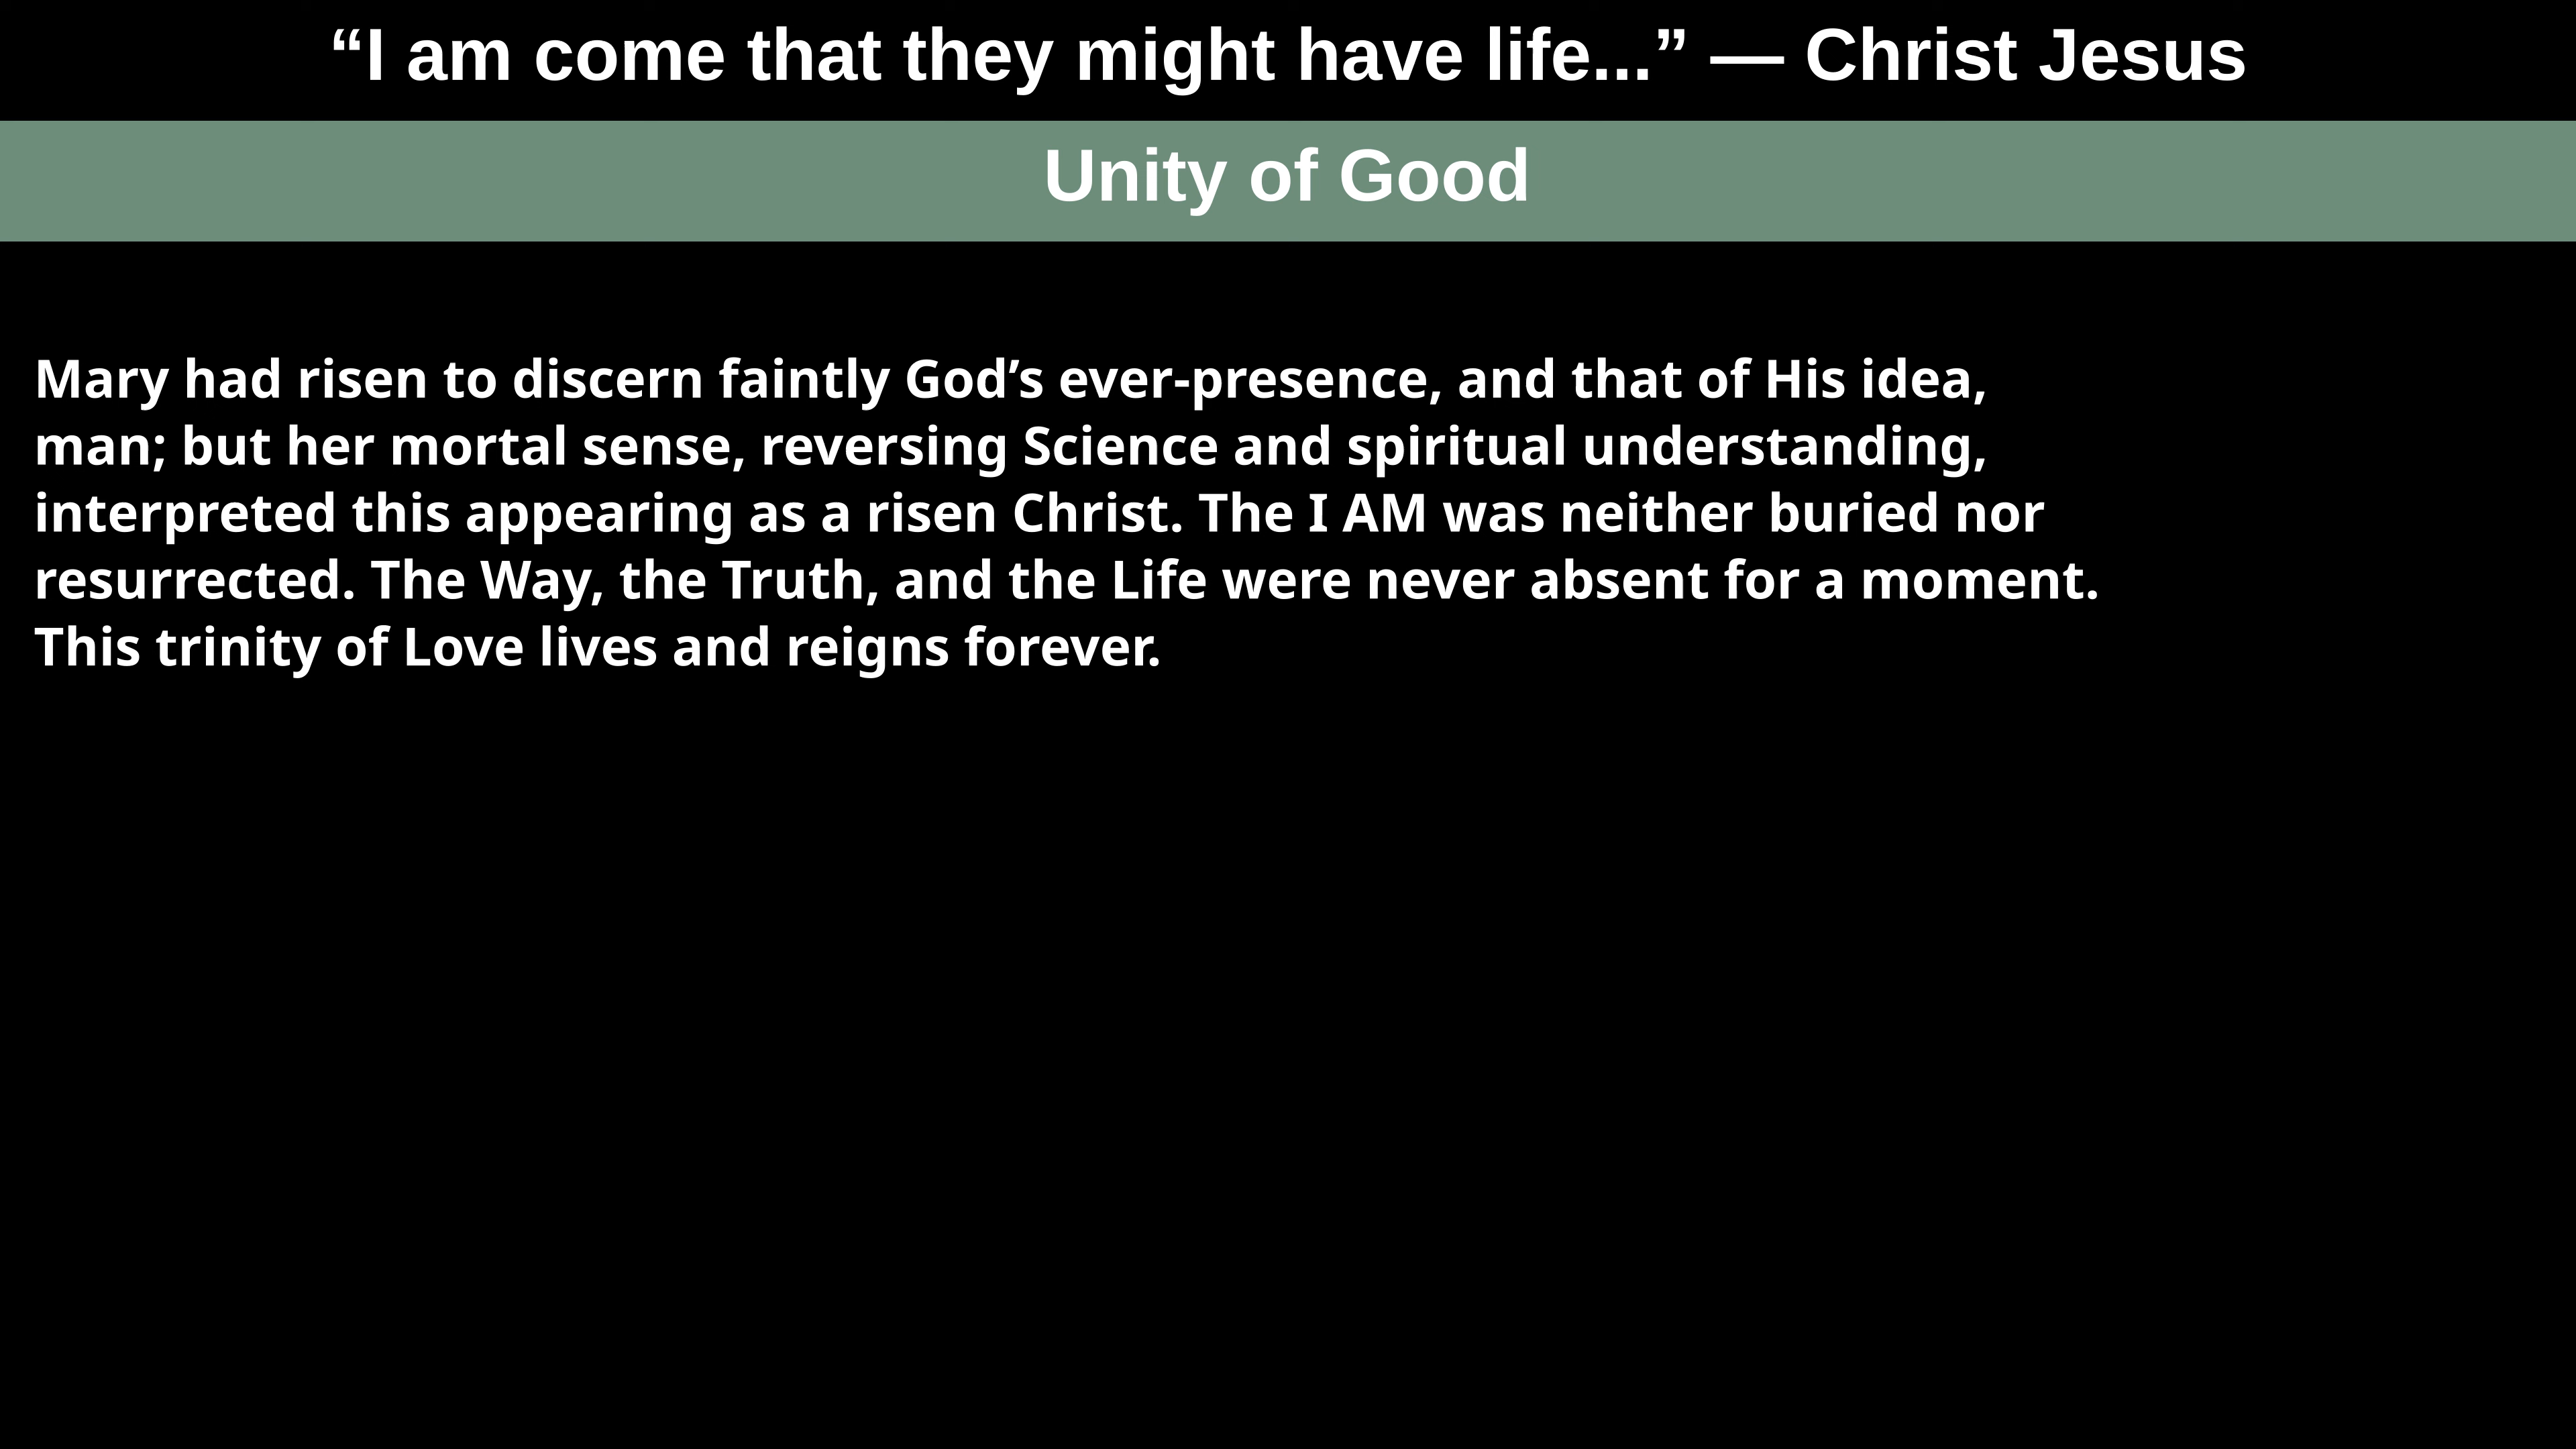 “I am come that they might have life...” — Christ Jesus
Unity of Good
Mary had risen to discern faintly God’s ever-presence, and that of His idea,
man; but her mortal sense, reversing Science and spiritual understanding,
interpreted this appearing as a risen Christ. The I AM was neither buried nor
resurrected. The Way, the Truth, and the Life were never absent for a moment.
This trinity of Love lives and reigns forever.